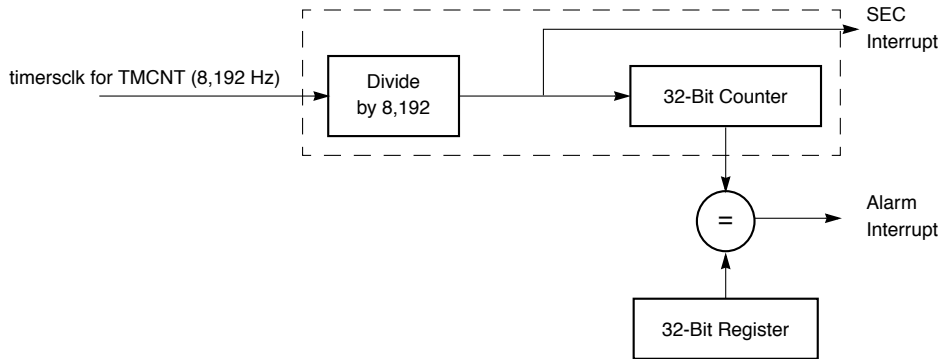 SEC
Interrupt
timersclk for TMCNT (8,192 Hz)
Divide
by 8,192
32-Bit Counter
=
Alarm
Interrupt
32-Bit Register